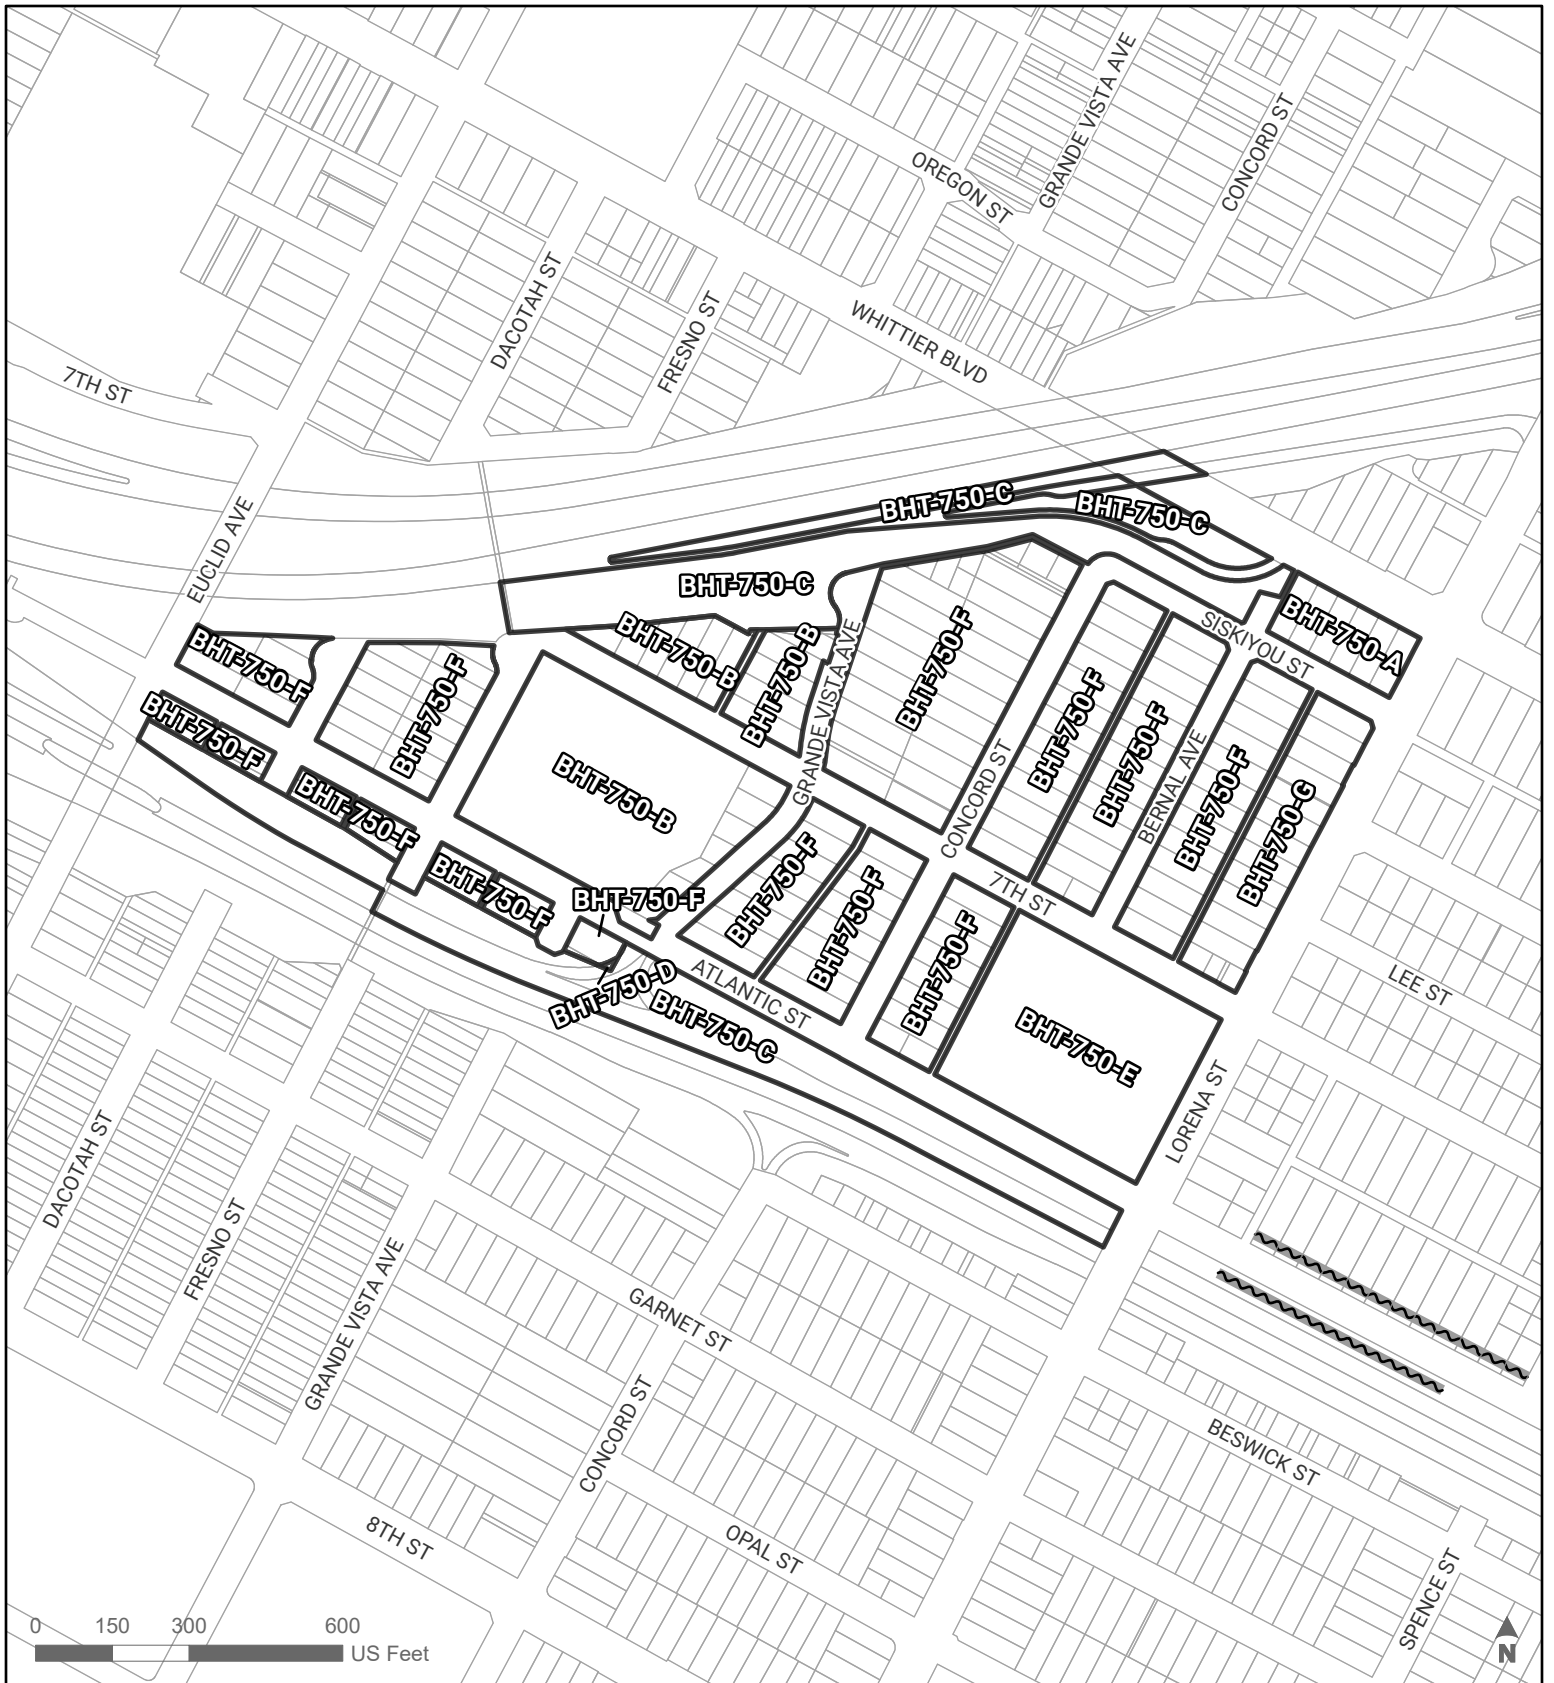 GRANDE VISTA AVE
CONCORD ST
OREGON ST
DACOTAH ST
FRESNO ST
WHITTIER BLVD
7TH ST
EUCLID AVE
BHT-750-C
BHT-750-C
BHT-750-C
BHT-750-A
SISKIYOU ST
BHT-750-F
BHT-750-F
BHT-750-B
BHT-750-B
GRANDE VISTA AVE
BHT-750-F
BHT-750-F
BHT-750-F
BERNAL AVE
BHT-750-F
BHT-750-G
BHT-750-F
BHT-750-F
BHT-750-B
CONCORD ST
BHT-750-F
BHT-750-F
BHT-750-F
BHT-750-F
7TH ST
BHT-750-F
BHT-750-D
BHT-750-C
ATLANTIC ST
BHT-750-E
LEE ST
LORENA ST
DACOTAH ST
FRESNO ST
GRANDE VISTA AVE
GARNET ST
CONCORD ST
BESWICK ST
8TH ST
OPAL ST
SPENCE ST
0 150 300 600
US Feet
N